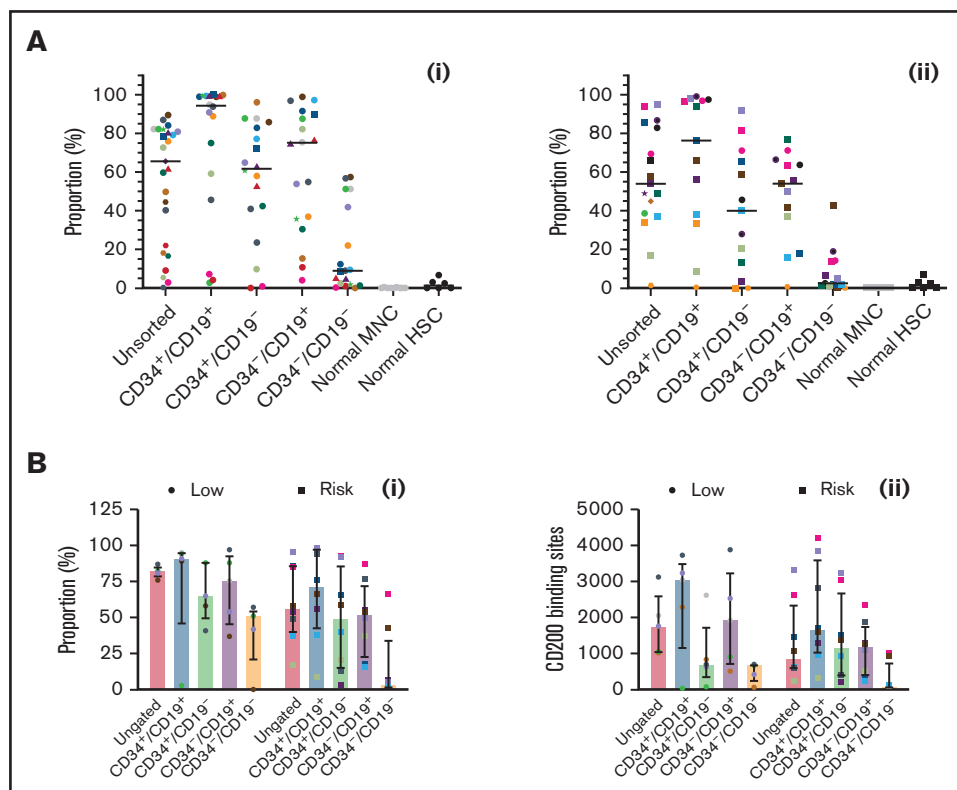 A
(i)
Proportion (%)
100
80
60
40
20
0
Unsorted
CD34⁺/CD19⁺
CD34⁺/CD19⁻
CD34⁻/CD19⁺
CD34⁻/CD19⁻
Normal MNC
Normal HSC
(ii)
Proportion (%)
100
80
60
40
20
0
Unsorted
CD34⁺/CD19⁺
CD34⁺/CD19⁻
CD34⁻/CD19⁺
CD34⁻/CD19⁻
Normal MNC
Normal HSC
B
Low
Risk
(i)
Proportion (%)
125
100
75
50
25
0
Ungated
CD34⁺/CD19⁺
CD34⁺/CD19⁻
CD34⁻/CD19⁺
CD34⁻/CD19⁻
Ungated
CD34⁺/CD19⁺
CD34⁺/CD19⁻
CD34⁻/CD19⁺
CD34⁻/CD19⁻
Low
Risk
(ii)
CD200 binding sites
5000
4000
3000
2000
1000
0
Ungated
CD34⁺/CD19⁺
CD34⁺/CD19⁻
CD34⁻/CD19⁺
CD34⁻/CD19⁻
Ungated
CD34⁺/CD19⁺
CD34⁺/CD19⁻
CD34⁻/CD19⁺
CD34⁻/CD19⁻